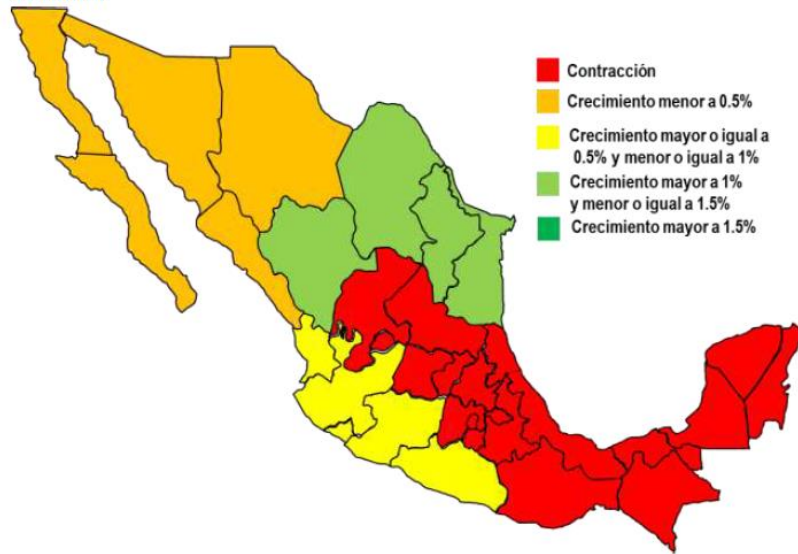 Contracción
Crecimiento menor a 0.5%
Crecimiento mayor o igual a
0.5% y menor o igual a 1%
Crecimiento mayor a 1%
y menor o igual a 1.5%
Crecimiento mayor a 1.5%